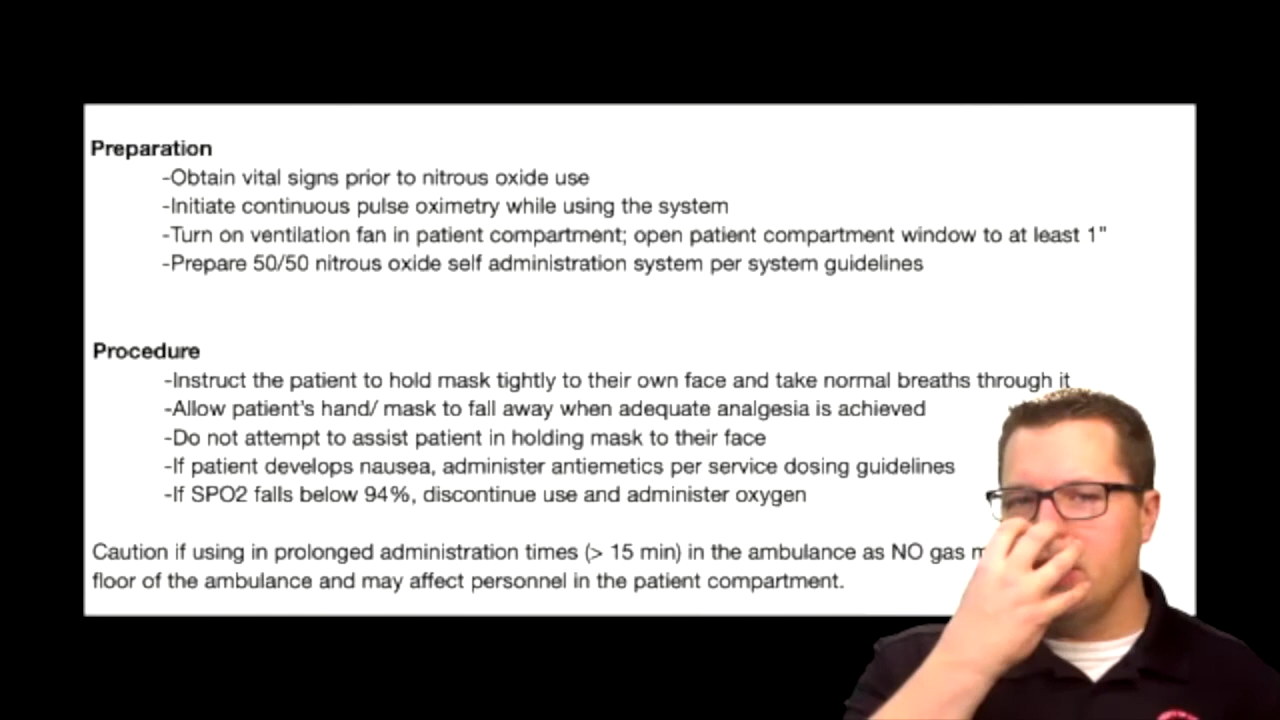 Preparation
-Obtain vital signs prior to nitrous oxide use
-Initiate continuous pulse oximetry while using the system
-Turn on ventilation fan in patient compartment; open patient compartment window to at least 1"
-Prepare 50/50 nitrous oxide self administration system per system guidelines
Procedure
-Instruct the patient to hold mask tightly to their own face and take normal breaths through it
-Allow patient's hand/ mask to fall away when adequate analgesia is achieved
-Do not attempt to assist patient in holding mask to their face
-If patient develops nausea, administer antiemetics per service dosing guidelines
-If SPO2 falls below 94%, discontinue use and administer oxygen
Caution if using in prolonged administration times (> 15 min) in the ambulance as NO gas
floor of the ambulance and may affect personnel in the patient compartment.